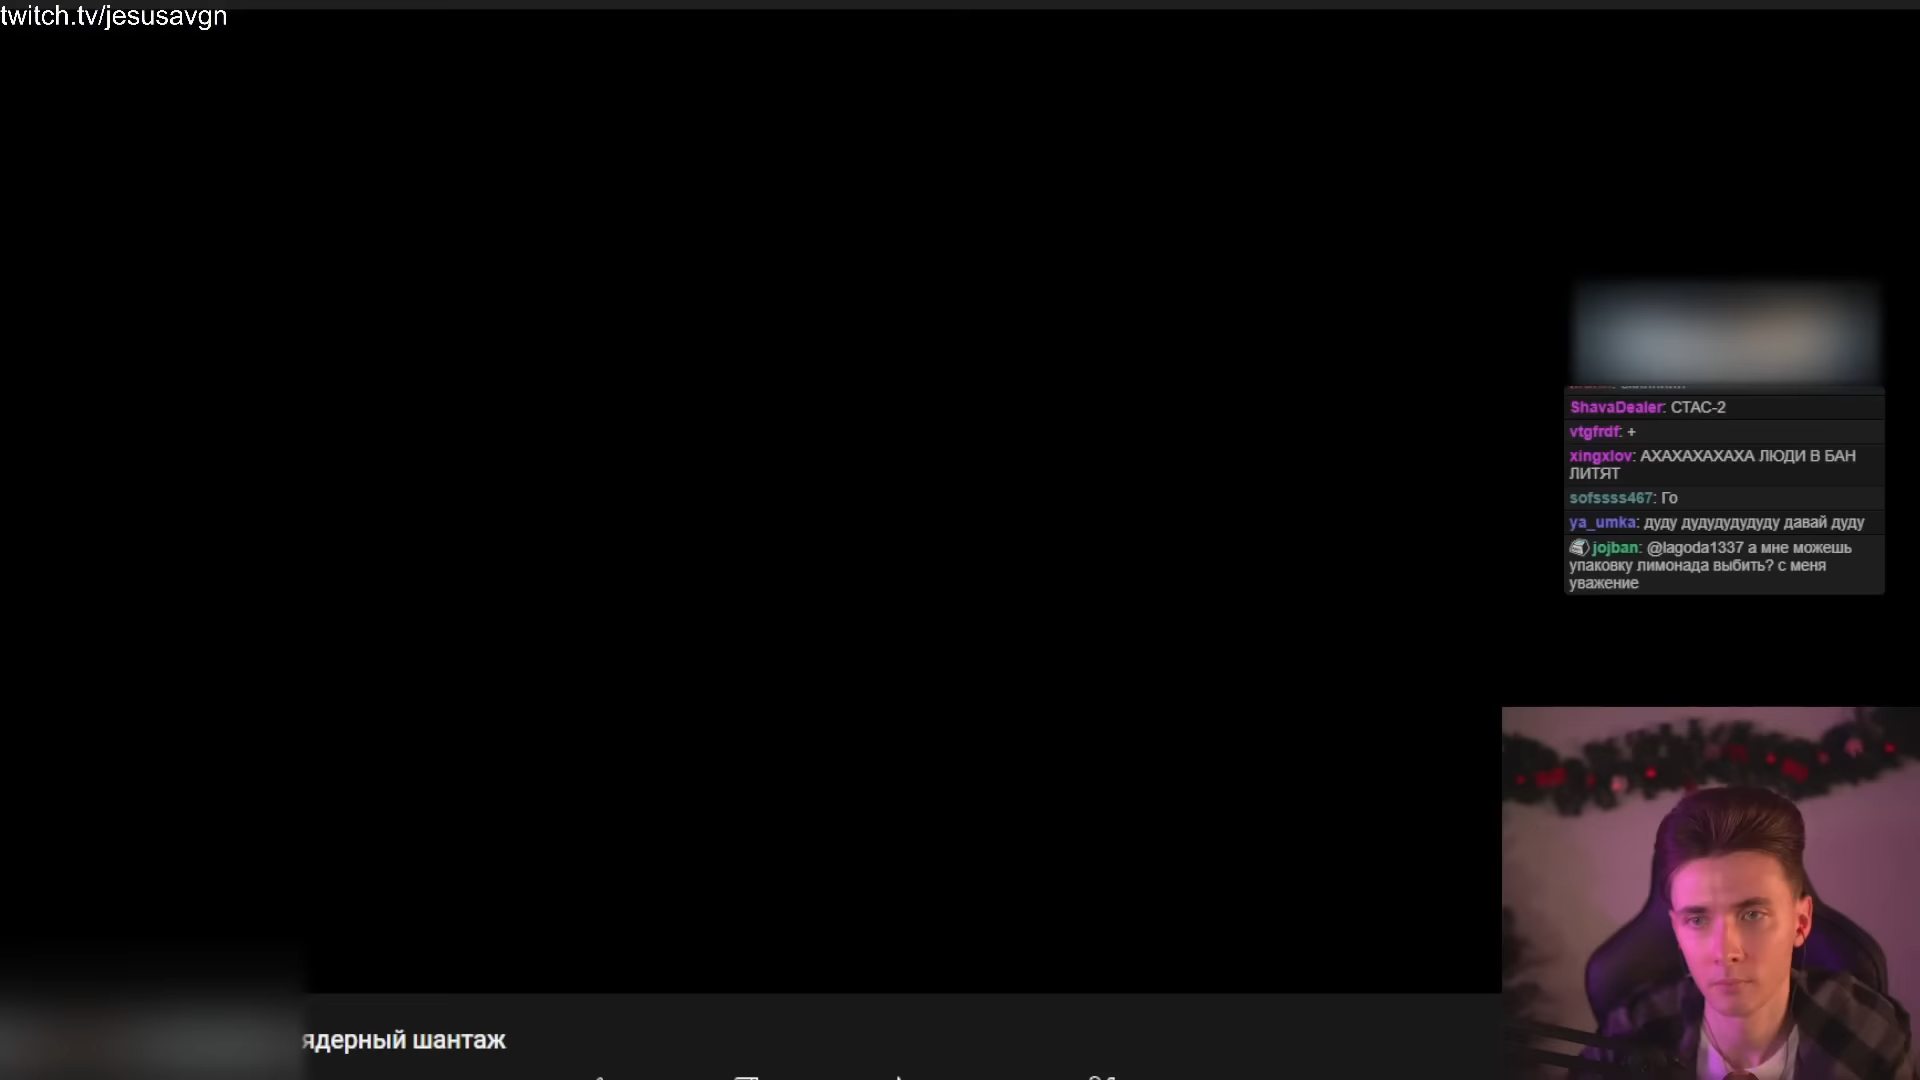 twitch.tv/jesusavgn
ShavaDealer: СТАС-2
vtgfrdf: +
xingxlov: АХАХАХАХАХА ЛЮДИ В БАН
ЛИТЯТ
sofssss467: Го
ya_umka: дуду дудудудудуду давай дуду
jojban: @lagoda1337 а мне можешь
упаковку лимонада выбить? с меня
уважение
ядерный шантаж